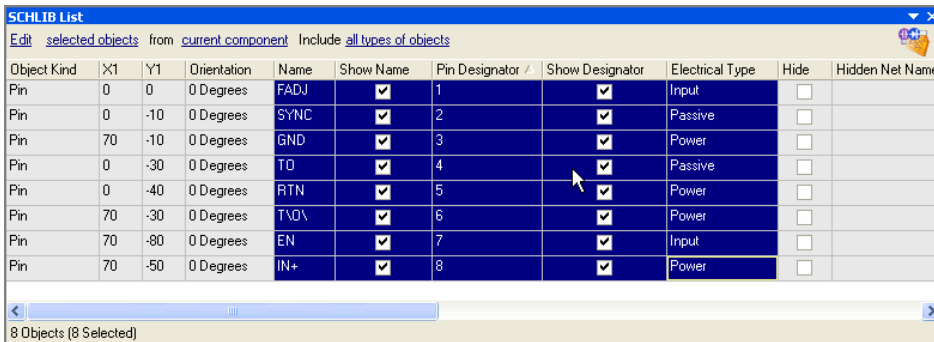 SCHLIB List
Edit selected objects from current component Include all types of objects
Object Kind X1 Y1 Orientation Name Show Name Pin Designator Show Designator Electrical Type Hide Hidden Net Name
Pin 0 0 0 Degrees FADJ 1 Input
Pin 0 -10 0 Degrees SYNC 2 Passive
Pin 70 -10 0 Degrees GND 3 Power
Pin 0 -30 0 Degrees TO 4 Passive
Pin 0 -40 0 Degrees RTN 5 Power
Pin 70 -30 0 Degrees T\O\ 6 Power
Pin 70 -80 0 Degrees EN 7 Input
Pin 70 -50 0 Degrees IN+ 8 Power
8 Objects (8 Selected)